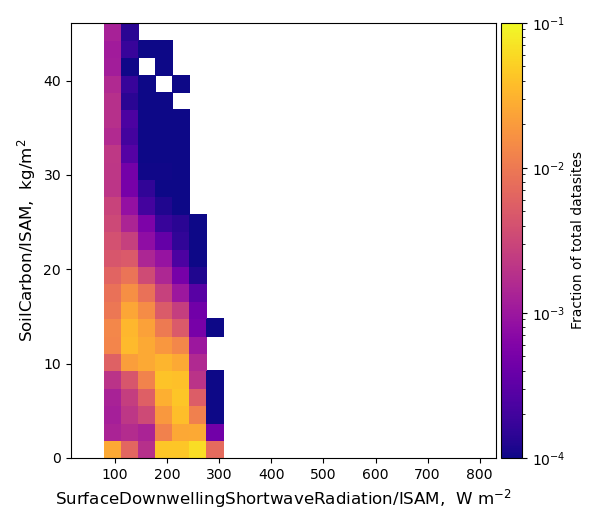 SoilCarbon/ISAM, kg/m²
40
30
20
10
0
100 200 300 400 500 600 700 800
SurfaceDownwellingShortwaveRadiation/ISAM, W m⁻²
10⁻¹
10⁻²
10⁻³
10⁻⁴
Fraction of total datasites